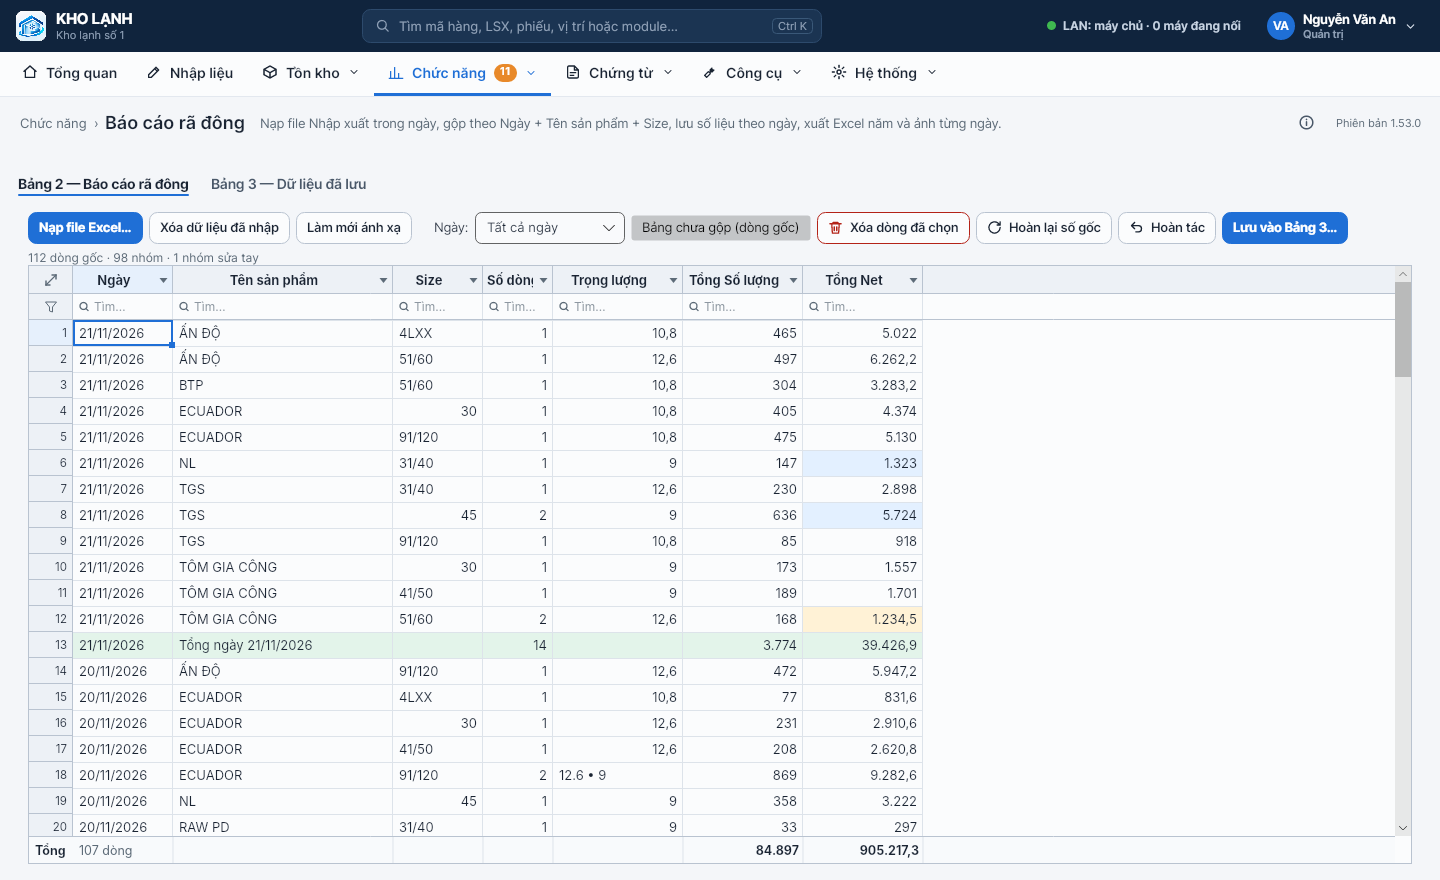 KHO LẠNH
Kho lạnh số 1
Tìm mã hàng, LSX, phiếu, vị trí hoặc module... Ctrl K
LAN: máy chủ · 0 máy đang nối
VA Nguyễn Văn An
Quản trị
Tổng quan Nhập liệu Tồn kho Chức năng 11 Chứng từ Công cụ Hệ thống
Chức năng › Báo cáo rã đông Nạp file Nhập xuất trong ngày, gộp theo Ngày + Tên sản phẩm + Size, lưu số liệu theo ngày, xuất Excel năm và ảnh từng ngày. Phiên bản 1.53.0
Bảng 2 — Báo cáo rã đông Bảng 3 — Dữ liệu đã lưu
Nạp file Excel... Xóa dữ liệu đã nhập Làm mới ánh xạ Ngày: Tất cả ngày Bảng chưa gộp (dòng gốc) Xóa dòng đã chọn Hoàn lại số gốc Hoàn tác Lưu vào Bảng 3...
112 dòng gốc · 98 nhóm · 1 nhóm sửa tay
Ngày Tên sản phẩm Size Số dòng Trọng lượng Tổng Số lượng Tổng Net
Tìm... Tìm... Tìm... Tìm... Tìm... Tìm... Tìm...
1 21/11/2026 ẤN ĐỘ 4LXX 1 10,8 465 5.022
2 21/11/2026 ẤN ĐỘ 51/60 1 12,6 497 6.262,2
3 21/11/2026 BTP 51/60 1 10,8 304 3.283,2
4 21/11/2026 ECUADOR 30 1 10,8 405 4.374
5 21/11/2026 ECUADOR 91/120 1 10,8 475 5.130
6 21/11/2026 NL 31/40 1 9 147 1.323
7 21/11/2026 TGS 31/40 1 12,6 230 2.898
8 21/11/2026 TGS 45 2 9 636 5.724
9 21/11/2026 TGS 91/120 1 10,8 85 918
10 21/11/2026 TÔM GIA CÔNG 30 1 9 173 1.557
11 21/11/2026 TÔM GIA CÔNG 41/50 1 9 189 1.701
12 21/11/2026 TÔM GIA CÔNG 51/60 2 12,6 168 1.234,5
13 21/11/2026 Tổng ngày 21/11/2026 14 3.774 39.426,9
14 20/11/2026 ẤN ĐỘ 91/120 1 12,6 472 5.947,2
15 20/11/2026 ECUADOR 4LXX 1 10,8 77 831,6
16 20/11/2026 ECUADOR 30 1 12,6 231 2.910,6
17 20/11/2026 ECUADOR 41/50 1 12,6 208 2.620,8
18 20/11/2026 ECUADOR 91/120 2 12.6 • 9 869 9.282,6
19 20/11/2026 NL 45 1 9 358 3.222
20 20/11/2026 RAW PD 31/40 1 9 33 297
Tổng 107 dòng 84.897 905.217,3